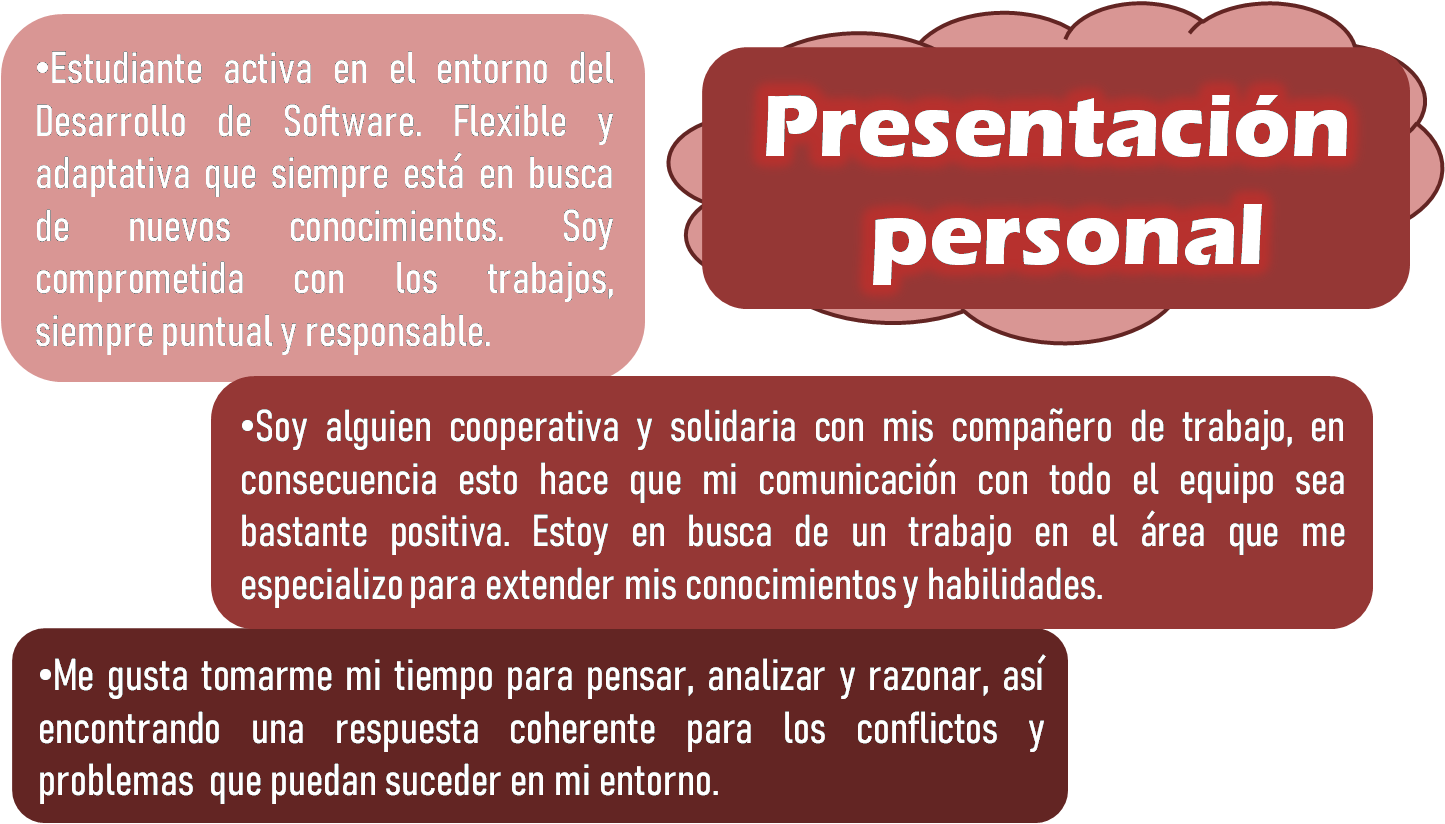 Presentación
personal
•Estudiante activa en el entorno del
Desarrollo de Software. Flexible y
adaptativa que siempre está en busca
de nuevos conocimientos. Soy
comprometida con los trabajos,
siempre puntual y responsable.
•Soy alguien cooperativa y solidaria con mis compañero de trabajo, en
consecuencia esto hace que mi comunicación con todo el equipo sea
bastante positiva. Estoy en busca de un trabajo en el área que me
especializo para extender mis conocimientos y habilidades.
•Me gusta tomarme mi tiempo para pensar, analizar y razonar, así
encontrando una respuesta coherente para los conflictos y
problemas que puedan suceder en mi entorno.